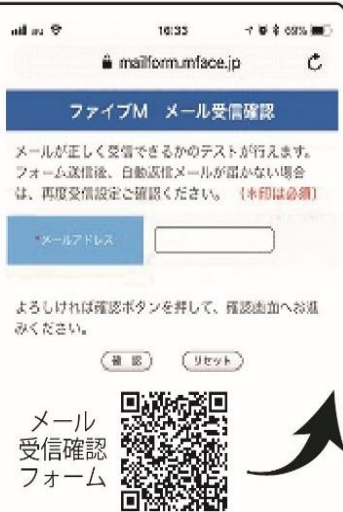 au 16:33 69%
mailform.mface.jp
ファイブM メール受信確認
メールが正しく受信できるかのテストが行えます。
フォーム送信後、自動返信メールが届かない場合
は、再度受信設定ご確認ください。 (※印は必須)
*メールアドレス
よろしければ確認ボタンを押して、確認画面へお進
みください。
確認 リセット
メール
受信確認
フォーム